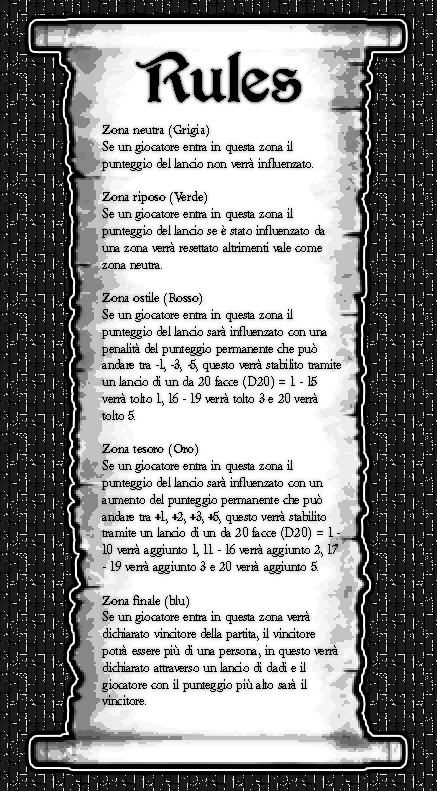 Rules
Zona neutra (Grigia)
Se un giocatore entra in questa zona il
punteggio del lancio non verrà influenzato.
Zona riposo (Verde)
Se un giocatore entra in questa zona il
punteggio del lancio se è stato influenzato da
una zona verrà resettato altrimenti vale come
zona neutra.
Zona ostile (Rosso)
Se un giocatore entra in questa zona il
punteggio del lancio sarà influenzato con una
penalità del punteggio permanente che può
andare tra -1, -3, -5, questo verrà stabilito tramite
un lancio di un da 20 facce (D20) = 1 - 15
verrà tolto 1, 16 - 19 verrà tolto 3 e 20 verrà
tolto 5.
Zona tesoro (Oro)
Se un giocatore entra in questa zona il
punteggio del lancio sarà influenzato con un
aumento del punteggio permanente che può
andare tra +1, +2, +3, +5, questo verrà stabilito
tramite un lancio di un da 20 facce (D20) = 1 -
10 verrà aggiunto 1, 11 - 16 verrà aggiunto 2, 17
- 19 verrà aggiunto 3 e 20 verrà aggiunto 5.
Zona finale (blu)
Se un giocatore entra in questa zona verrà
dichiarato vincitore della partita, il vincitore
potrà essere più di una persona, in questo verrà
dichiarato attraverso un lancio di dadi e il
giocatore con il punteggio più alto sarà il
vincitore.